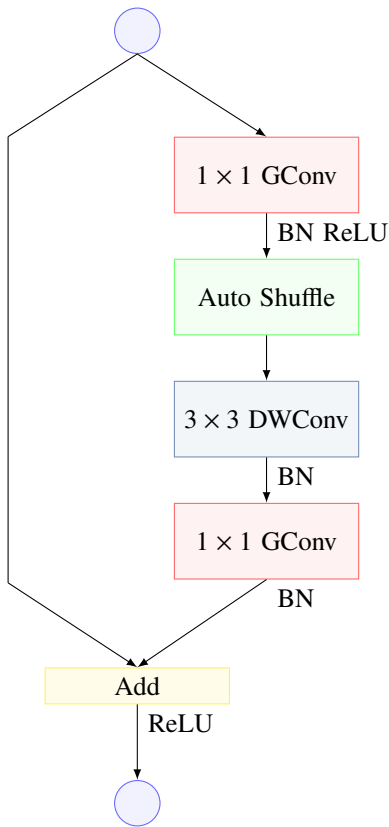 1 × 1 GConv
BN ReLU
Auto Shuffle
3 × 3 DWConv
BN
1 × 1 GConv
BN
Add
ReLU